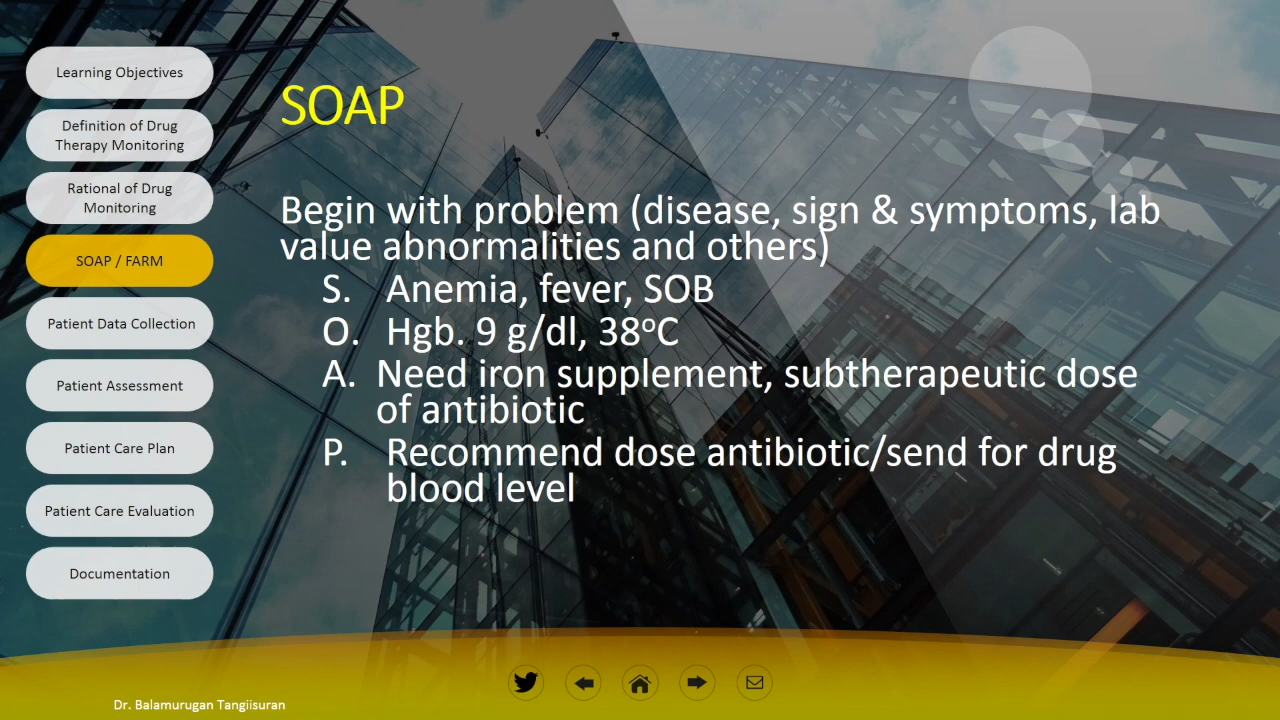 Learning Objectives
Definition of Drug
Therapy Monitoring
Rational of Drug
Monitoring
SOAP / FARM
Patient Data Collection
Patient Assessment
Patient Care Plan
Patient Care Evaluation
Documentation
SOAP
Begin with problem (disease, sign & symptoms, lab
value abnormalities and others)
S. Anemia, fever, SOB
O. Hgb. 9 g/dl, 38ºC
A. Need iron supplement, subtherapeutic dose
of antibiotic
P. Recommend dose antibiotic/send for drug
blood level
Dr. Balamurugan Tangiisuran